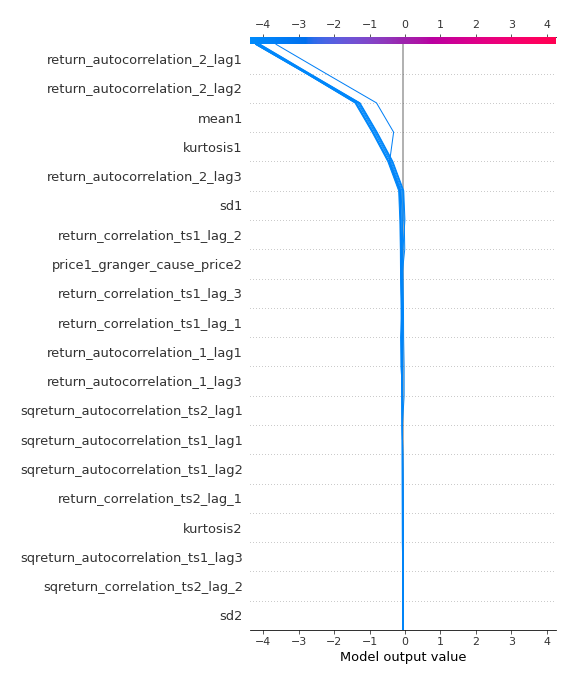 −4 −3 −2 −1 0 1 2 3 4
return_autocorrelation_2_lag1
return_autocorrelation_2_lag2
mean1
kurtosis1
return_autocorrelation_2_lag3
sd1
return_correlation_ts1_lag_2
price1_granger_cause_price2
return_correlation_ts1_lag_3
return_correlation_ts1_lag_1
return_autocorrelation_1_lag1
return_autocorrelation_1_lag3
sqreturn_autocorrelation_ts2_lag1
sqreturn_autocorrelation_ts1_lag1
sqreturn_autocorrelation_ts1_lag2
return_correlation_ts2_lag_1
kurtosis2
sqreturn_autocorrelation_ts1_lag3
sqreturn_correlation_ts2_lag_2
sd2
−4 −3 −2 −1 0 1 2 3 4
Model output value